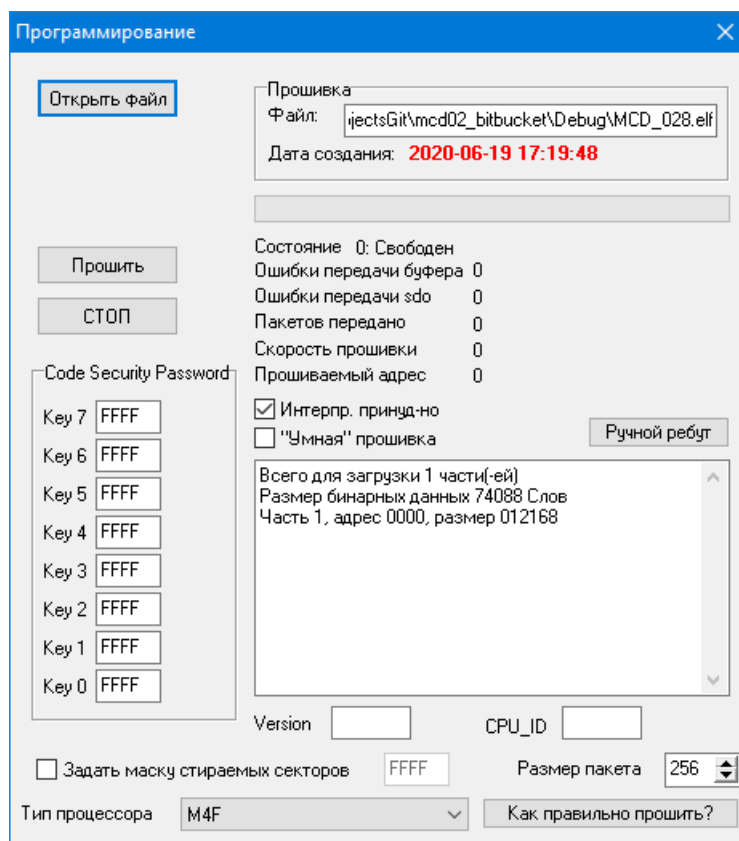 Программирование
Открыть файл
Прошивка
Файл: ijectsGit\mcd02_bitbucket\Debug\MCD_028.elf
Дата создания: 2020-06-19 17:19:48
Состояние 0: Свободен
Прошить
Ошибки передачи буфера 0
Ошибки передачи sdo 0
СТОП
Пакетов передано 0
Скорость прошивки 0
Прошиваемый адрес 0
Code Security Password
Key 7 FFFF
Key 6 FFFF
Key 5 FFFF
Key 4 FFFF
Key 3 FFFF
Key 2 FFFF
Key 1 FFFF
Key 0 FFFF
Интерпр. принуд-но
"Умная" прошивка
Ручной ребут
Всего для загрузки 1 части(-ей)
Размер бинарных данных 74088 Слов
Часть 1, адрес 0000, размер 012168
Version
CPU_ID
Задать маску стираемых секторов FFFF
Размер пакета 256
Тип процессора M4F
Как правильно прошить?